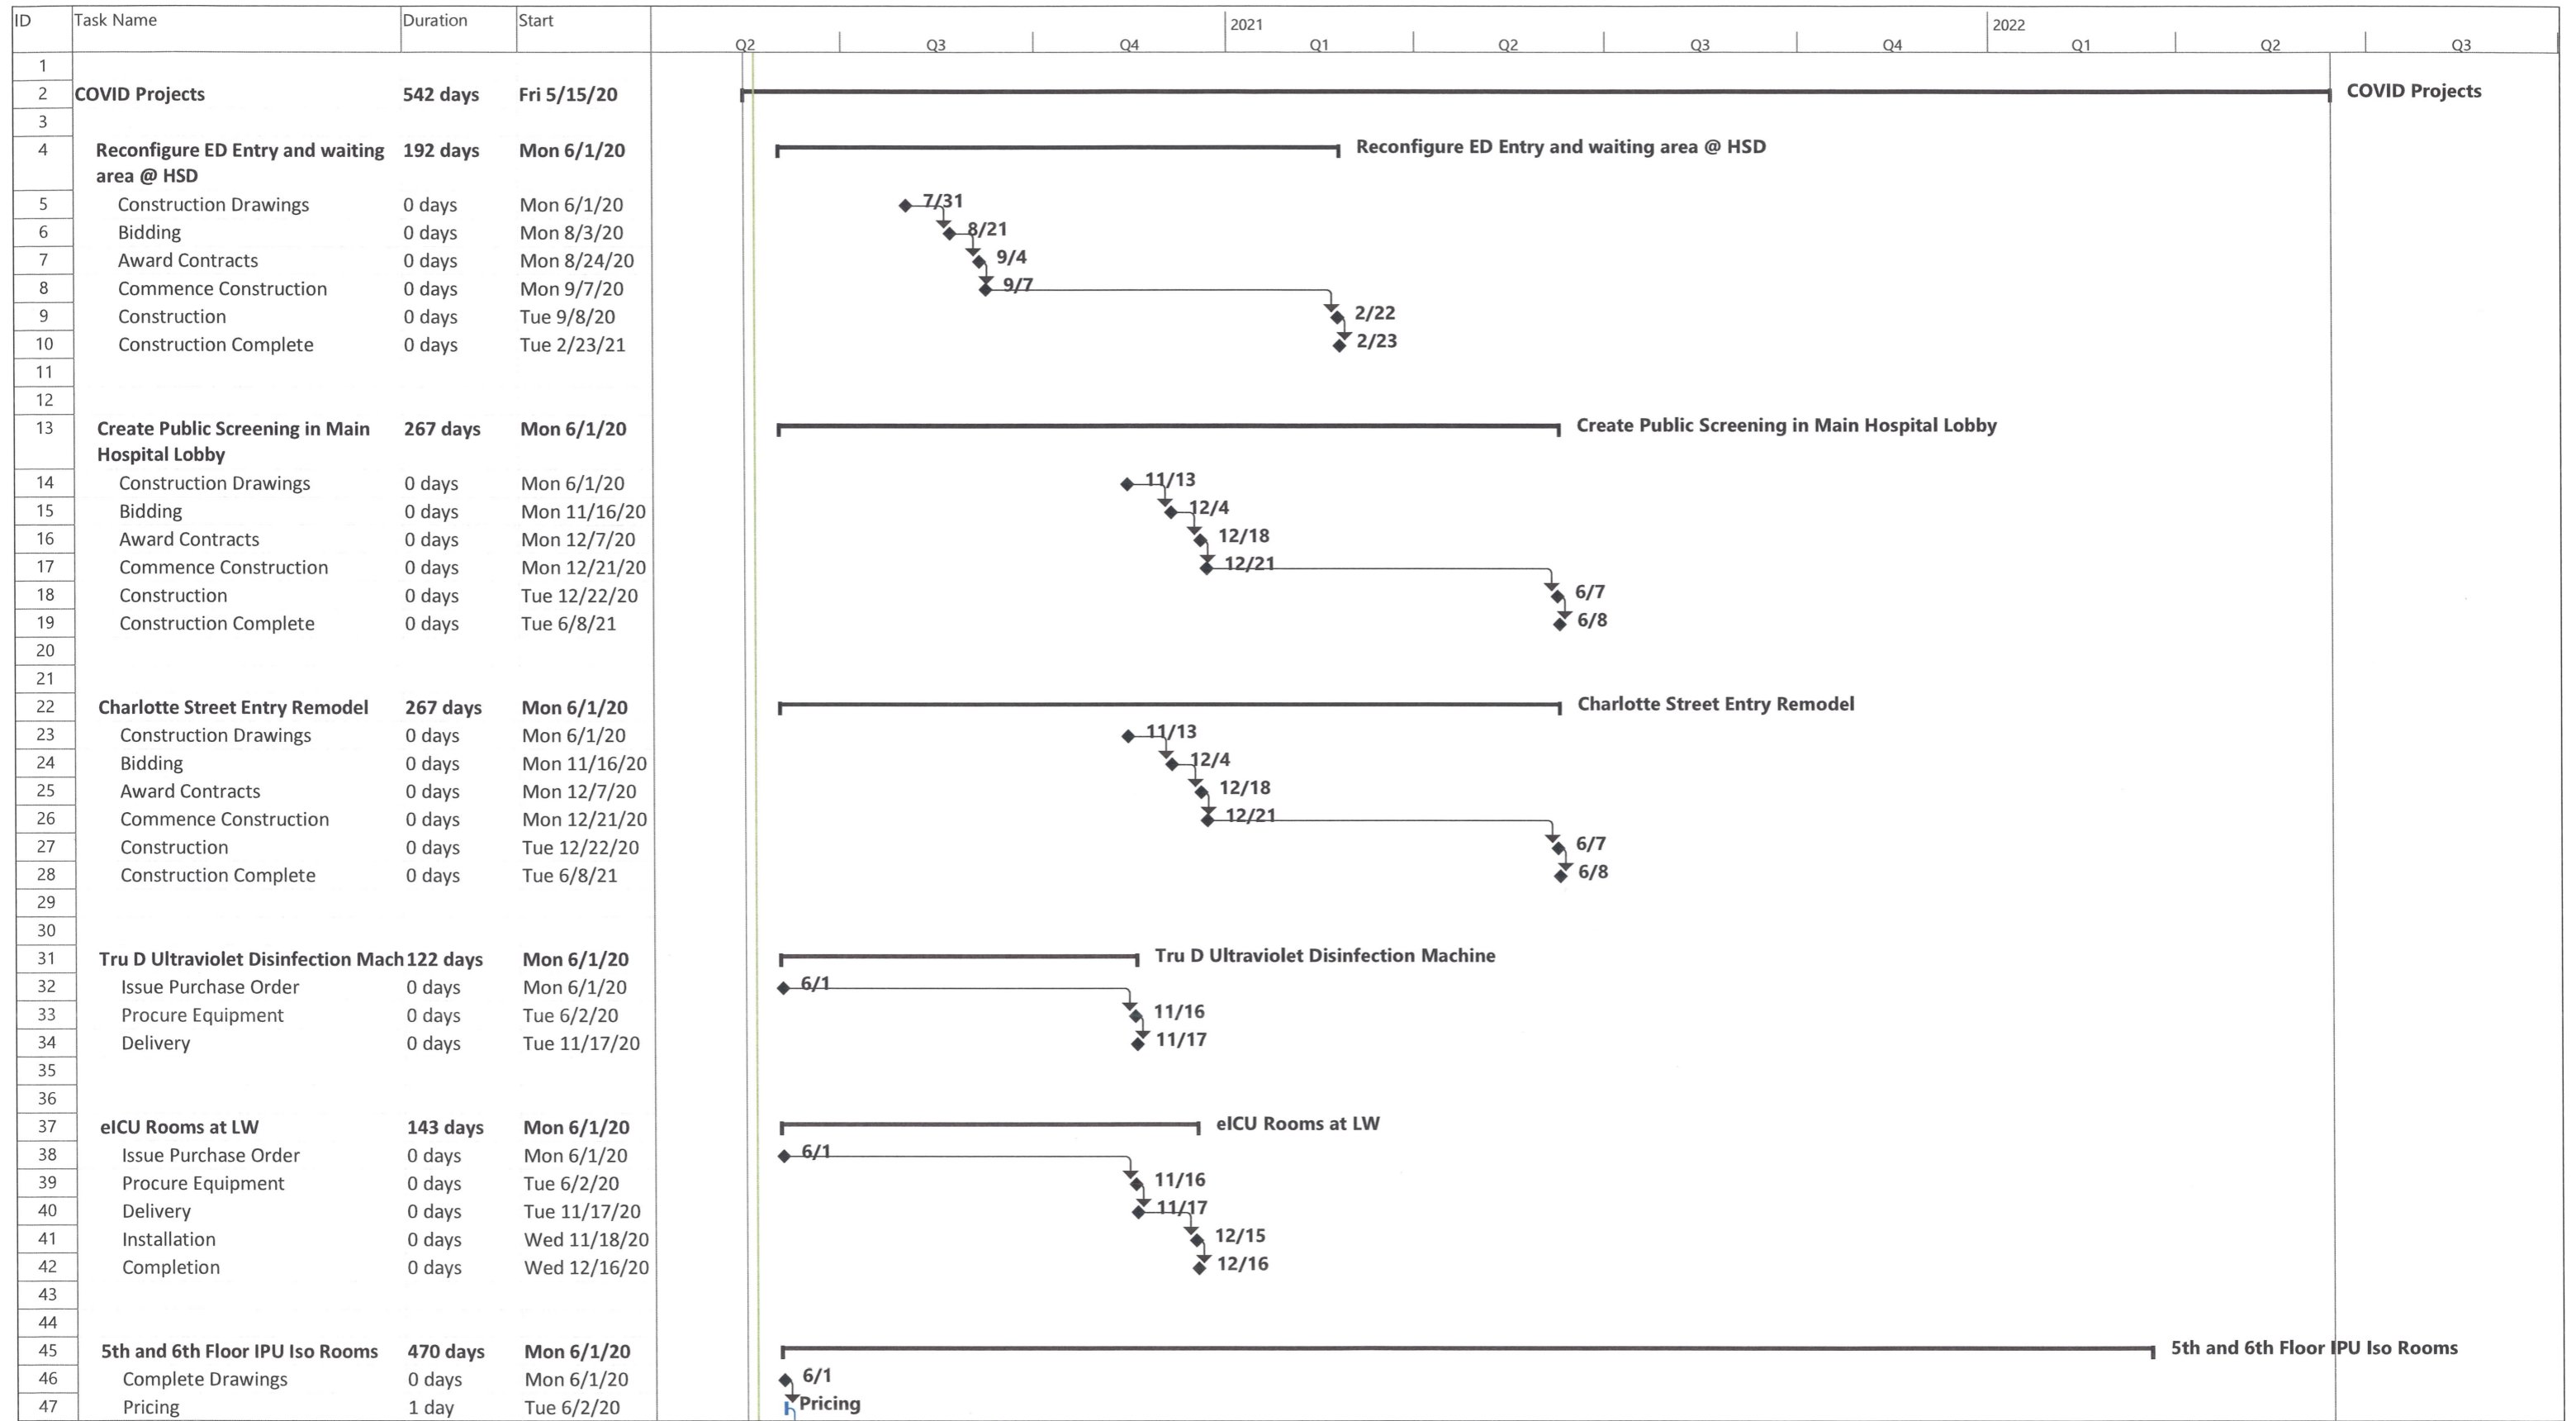 ID Task Name Duration Start 2021 2022
Q2 Q3 Q4 Q1 Q2 Q3 Q4 Q1 Q2 Q3
1
2 COVID Projects 542 days Fri 5/15/20 COVID Projects
3
4 Reconfigure ED Entry and waiting 192 days Mon 6/1/20 Reconfigure ED Entry and waiting area @ HSD
area @ HSD
5 Construction Drawings 0 days Mon 6/1/20 7/31
6 Bidding 0 days Mon 8/3/20 8/21
7 Award Contracts 0 days Mon 8/24/20 9/4
8 Commence Construction 0 days Mon 9/7/20 9/7
9 Construction 0 days Tue 9/8/20 2/22
10 Construction Complete 0 days Tue 2/23/21 2/23
11
12
13 Create Public Screening in Main 267 days Mon 6/1/20 Create Public Screening in Main Hospital Lobby
Hospital Lobby
14 Construction Drawings 0 days Mon 6/1/20 11/13
15 Bidding 0 days Mon 11/16/20 12/4
16 Award Contracts 0 days Mon 12/7/20 12/18
17 Commence Construction 0 days Mon 12/21/20 12/21
18 Construction 0 days Tue 12/22/20 6/7
19 Construction Complete 0 days Tue 6/8/21 6/8
20
21
22 Charlotte Street Entry Remodel 267 days Mon 6/1/20 Charlotte Street Entry Remodel
23 Construction Drawings 0 days Mon 6/1/20 11/13
24 Bidding 0 days Mon 11/16/20 12/4
25 Award Contracts 0 days Mon 12/7/20 12/18
26 Commence Construction 0 days Mon 12/21/20 12/21
27 Construction 0 days Tue 12/22/20 6/7
28 Construction Complete 0 days Tue 6/8/21 6/8
29
30
31 Tru D Ultraviolet Disinfection Mach 122 days Mon 6/1/20 Tru D Ultraviolet Disinfection Machine
32 Issue Purchase Order 0 days Mon 6/1/20 6/1
33 Procure Equipment 0 days Tue 6/2/20 11/16
34 Delivery 0 days Tue 11/17/20 11/17
35
36
37 eICU Rooms at LW 143 days Mon 6/1/20 eICU Rooms at LW
38 Issue Purchase Order 0 days Mon 6/1/20 6/1
39 Procure Equipment 0 days Tue 6/2/20 11/16
40 Delivery 0 days Tue 11/17/20 11/17
41 Installation 0 days Wed 11/18/20 12/15
42 Completion 0 days Wed 12/16/20 12/16
43
44
45 5th and 6th Floor IPU Iso Rooms 470 days Mon 6/1/20 5th and 6th Floor IPU Iso Rooms
46 Complete Drawings 0 days Mon 6/1/20 6/1
47 Pricing 1 day Tue 6/2/20 Pricing